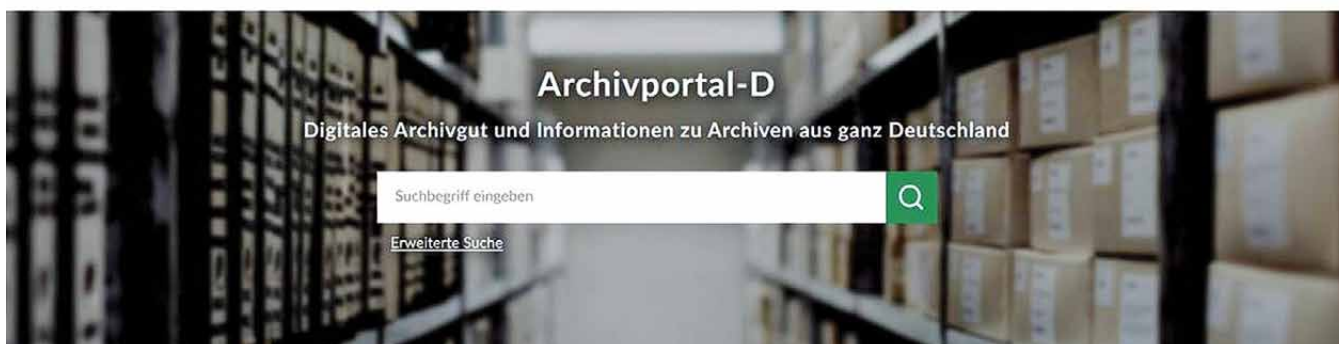 Archivportal-D
Digitales Archivgut und Informationen zu Archiven aus ganz Deutschland
Suchbegriff eingeben
Erweiterte Suche